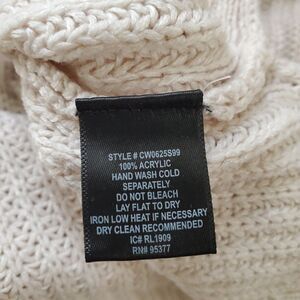 STYLE # CW0625S99
100% ACRYLIC
HAND WASH COLD
SEPARATELY
DO NOT BLEACH
LAY FLAT TO DRY
IRON LOW HEAT IF NECESSARY
DRY CLEAN RECOMMENDED
IC# RL1909
RN# 95377